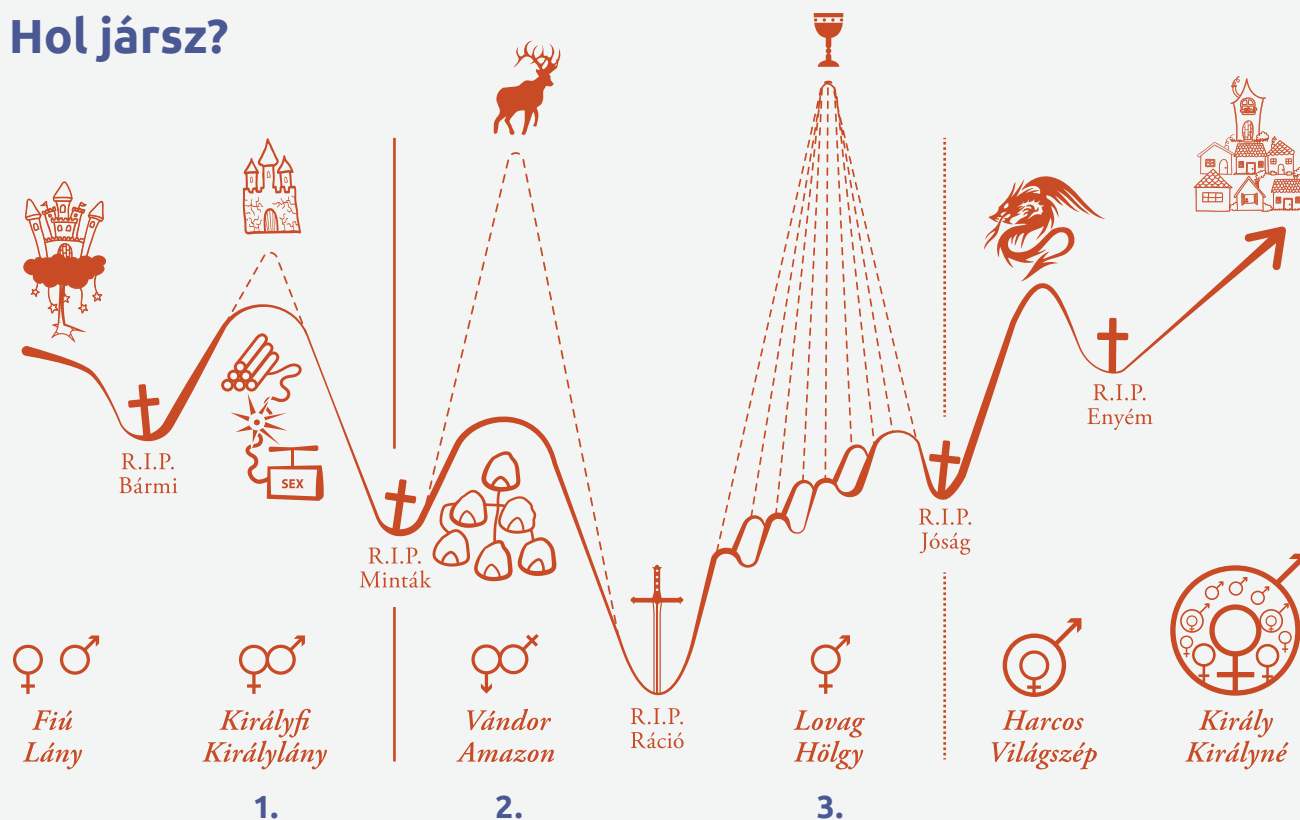 Hol jársz?
SEX
R.I.P.
Bármi
R.I.P.
Minták
R.I.P.
Ráció
R.I.P.
Jóság
R.I.P.
Enyém
Fiú
Lány
Királyfi
Királylány
Vándor
Amazon
Lovag
Hölgy
Harcos
Világszép
Király
Királyné
1.
2.
3.